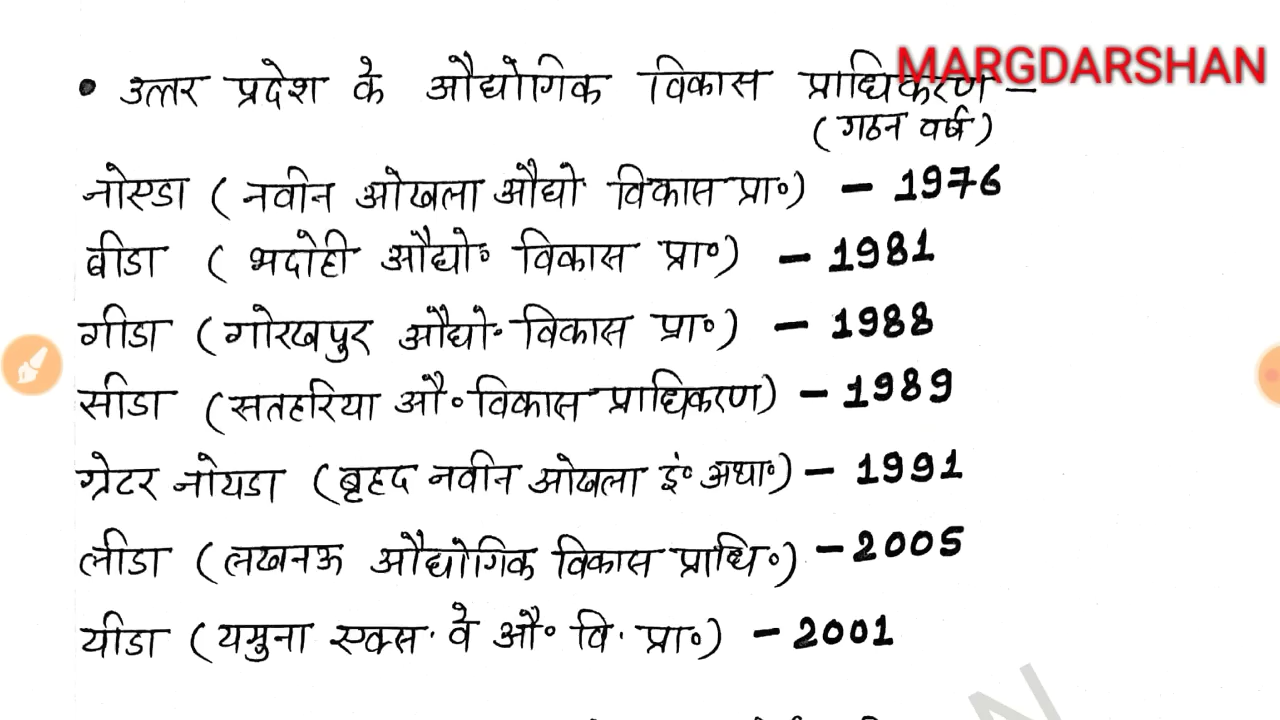 MARGDARSHAN
• उत्तर प्रदेश के औद्योगिक विकास प्राधिकरण –
(गठन वर्ष)
नोएडा (नवीन ओखला औद्यो॰ विकास प्रा॰) – 1976
बीडा (भदोही औद्यो॰ विकास प्रा॰) – 1981
गीडा (गोरखपुर औद्यो॰ विकास प्रा॰) – 1988
सीडा (सतहरिया औ॰ विकास प्राधिकरण) – 1989
ग्रेटर नोयडा (बृहद नवीन ओखला इं॰ अथा॰) – 1991
लीडा (लखनऊ औद्योगिक विकास प्राधि॰) – 2005
यीडा (यमुना एक्स. वे औ॰ वि. प्रा॰) – 2001